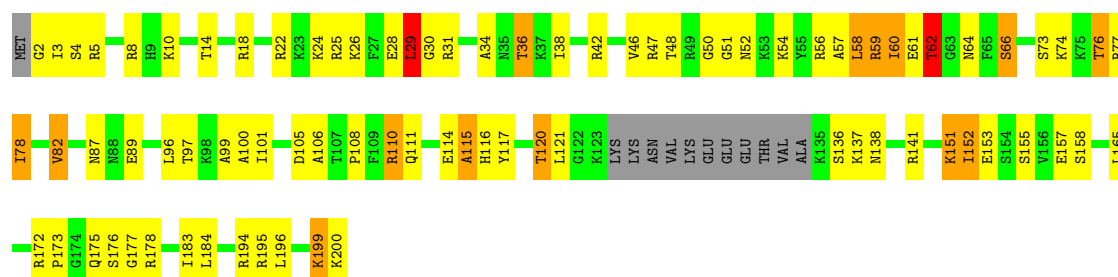 MET G2 I3 S4 R5 R8 H9 K10 T14 R18 R22 K23 K24 R25 K26 F27 E28 L29 G30 R31 A34 N35 T36 K37 I38 R42 V46 R47 T48 R49 G50 G51 N52 K53 K54 Y55 R56 A57 L58 R59 I60 E61 T62 G63 N64 F65 S66 S73 K74 K75 T76 R77
I78 V82 N87 N88 E89 L96 T97 K98 A99 A100 I101 D105 A106 T107 P108 F109 R110 Q111 E114 A115 H116 Y117 T120 L121 G122 K123 LYS LYS ASN VAL LYS GLU GLU GLU THR VAL ALA K135 S136 K137 N138 R141 K151 I152 E153 S154 S155 V156 E157 S158 L165
R172 P173 G174 Q175 S176 G177 R178 I183 L184 R194 R195 L196 K199 K200